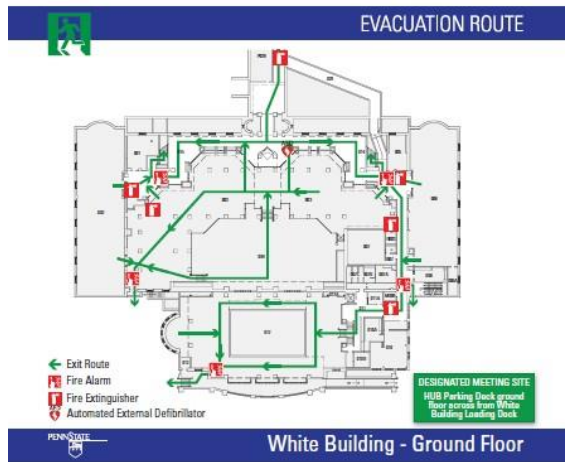 EVACUATION ROUTE
Exit Route
Fire Alarm
Fire Extinguisher
Automated External Defibrillator
DESIGNATED MEETING SITE
HUB Parking Deck ground
floor across from White
Building Loading Dock
PENNSTATE
White Building - Ground Floor